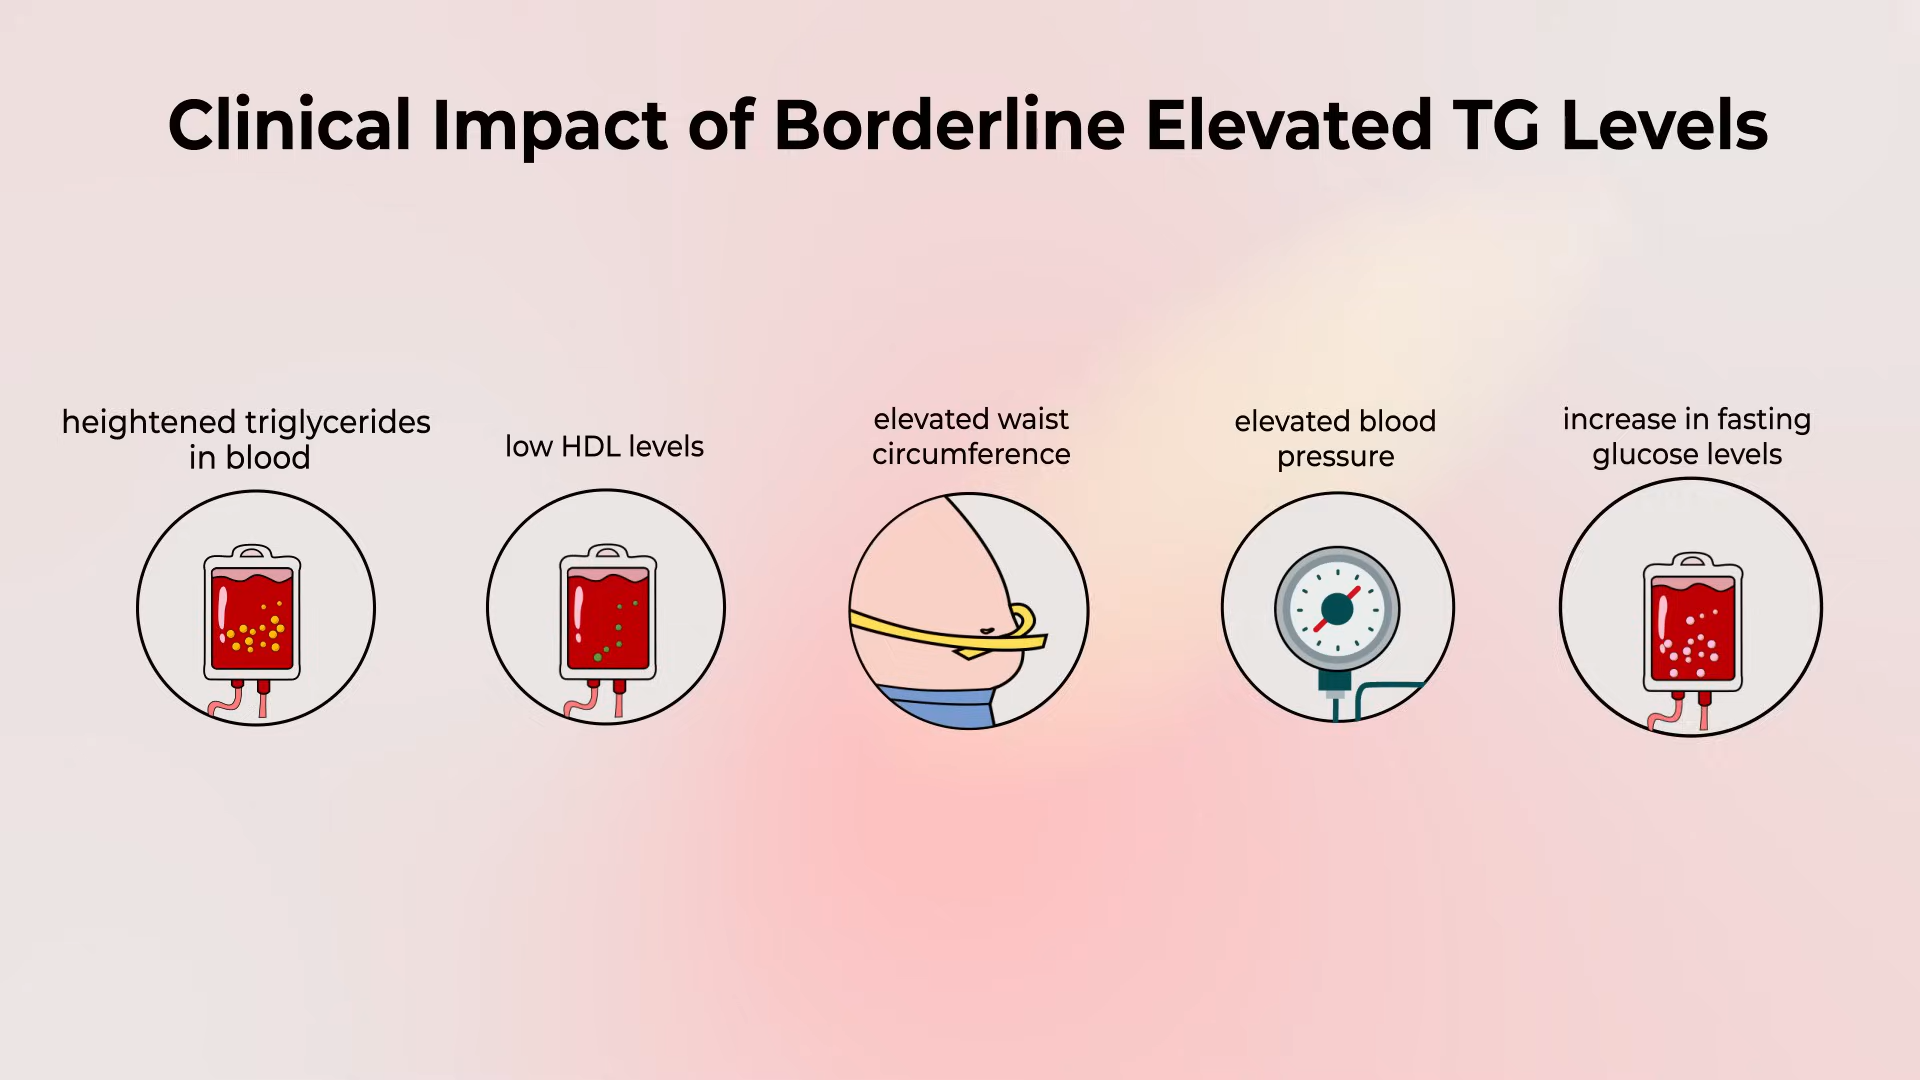 Clinical Impact of Borderline Elevated TG Levels
heightened triglycerides
in blood
low HDL levels
elevated waist
circumference
elevated blood
pressure
increase in fasting
glucose levels